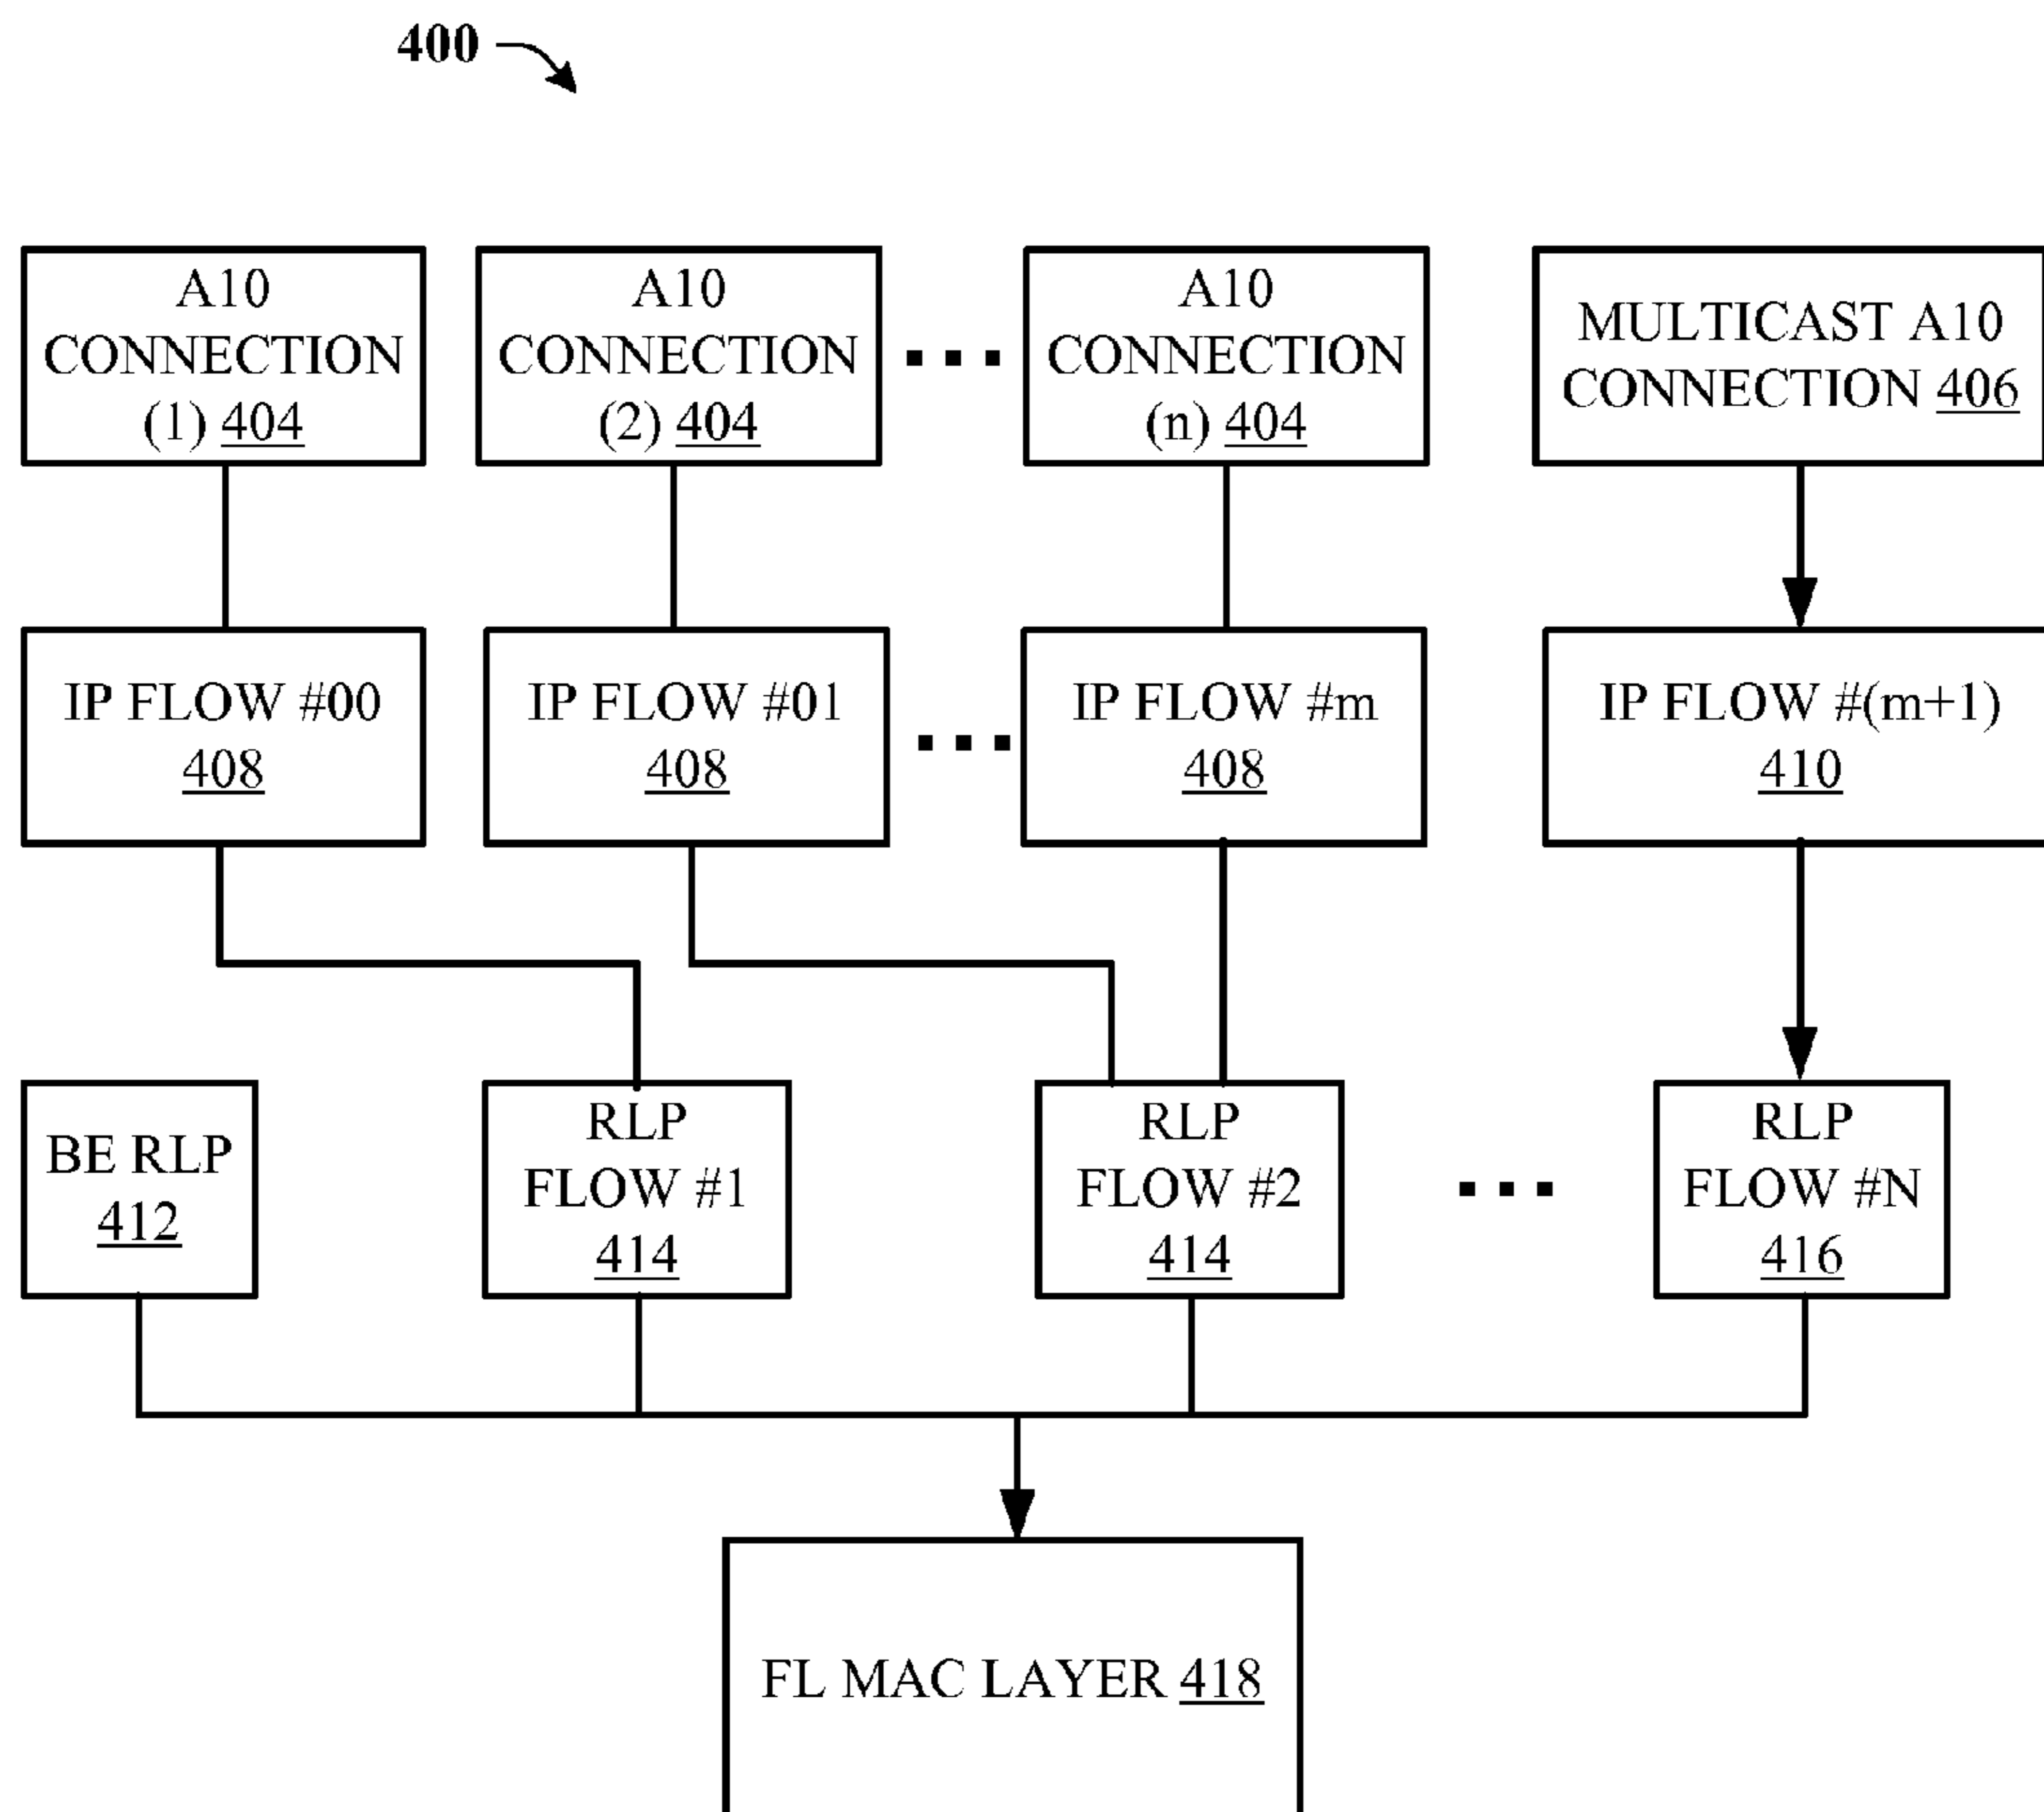 400
A10
CONNECTION
(1) 404
A10
CONNECTION
(2) 404
A10
CONNECTION
(n) 404
MULTICAST A10
CONNECTION 406
IP FLOW #00
408
IP FLOW #01
408
IP FLOW #m
408
IP FLOW #(m+1)
410
BE RLP
412
RLP
FLOW #1
414
RLP
FLOW #2
414
RLP
FLOW #N
416
FL MAC LAYER 418